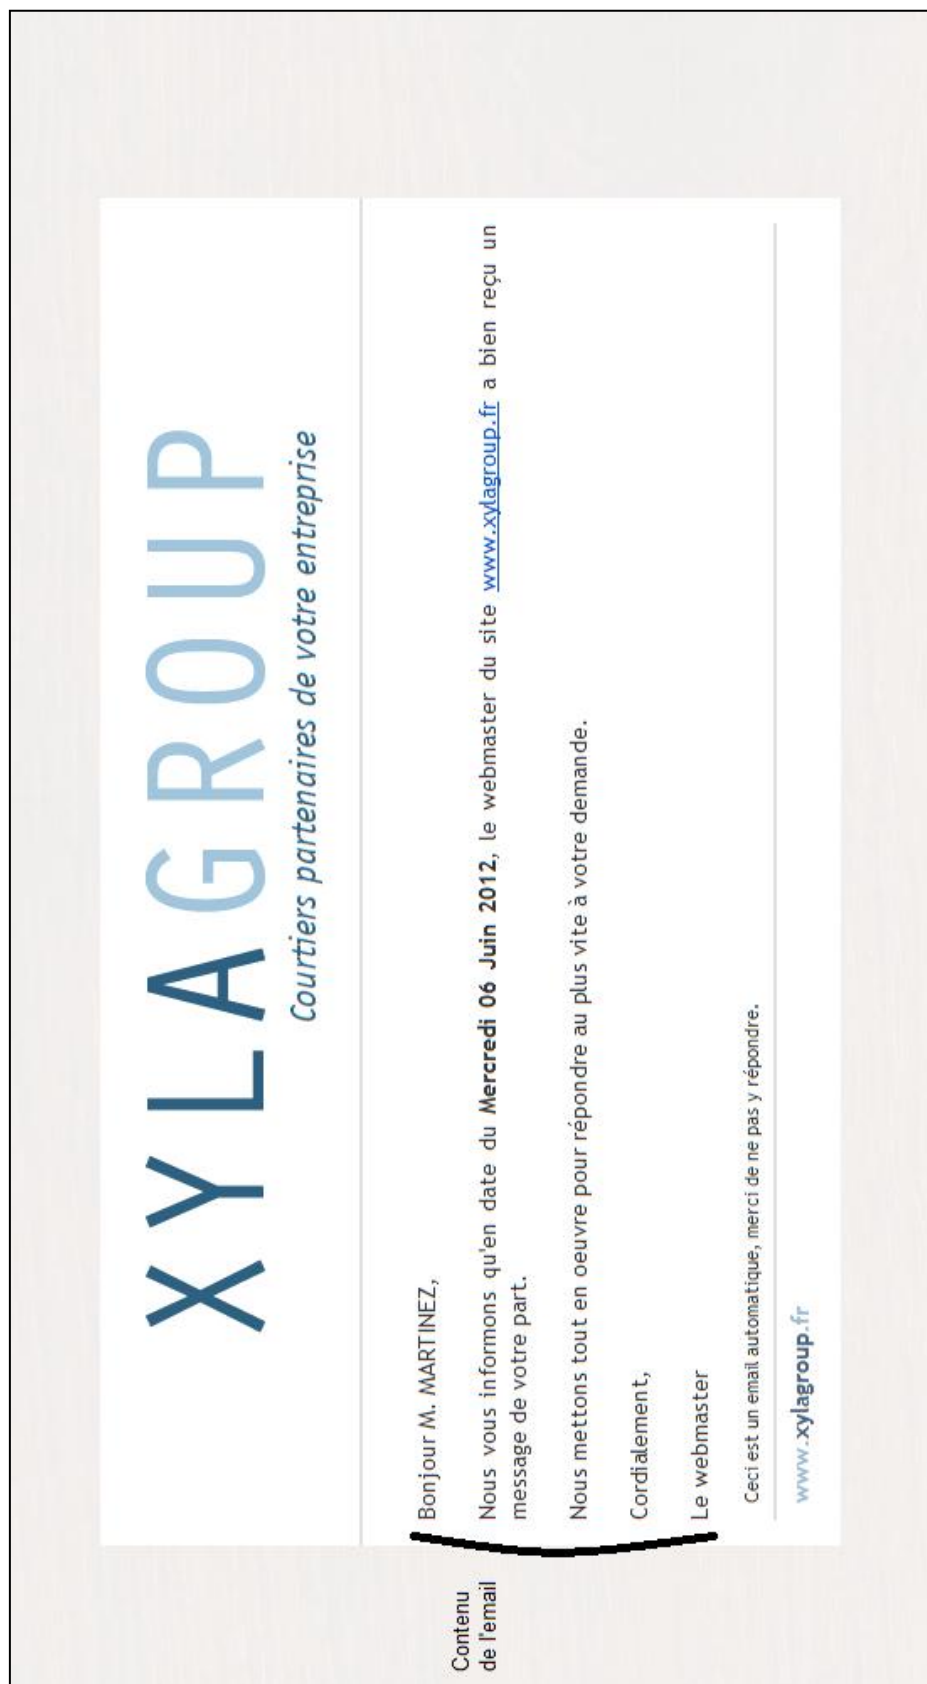 XYLAGROUP
Courtiers partenaires de votre entreprise
Bonjour M. MARTINEZ,
Nous vous informons qu'en date du Mercredi 06 Juin 2012, le webmaster du site www.xylagroup.fr a bien reçu un
message de votre part.
Nous mettons tout en oeuvre pour répondre au plus vite à votre demande.
Cordialement,
Le webmaster
Ceci est un email automatique, merci de ne pas y répondre.
www.xylagroup.fr
Contenu
de l'email